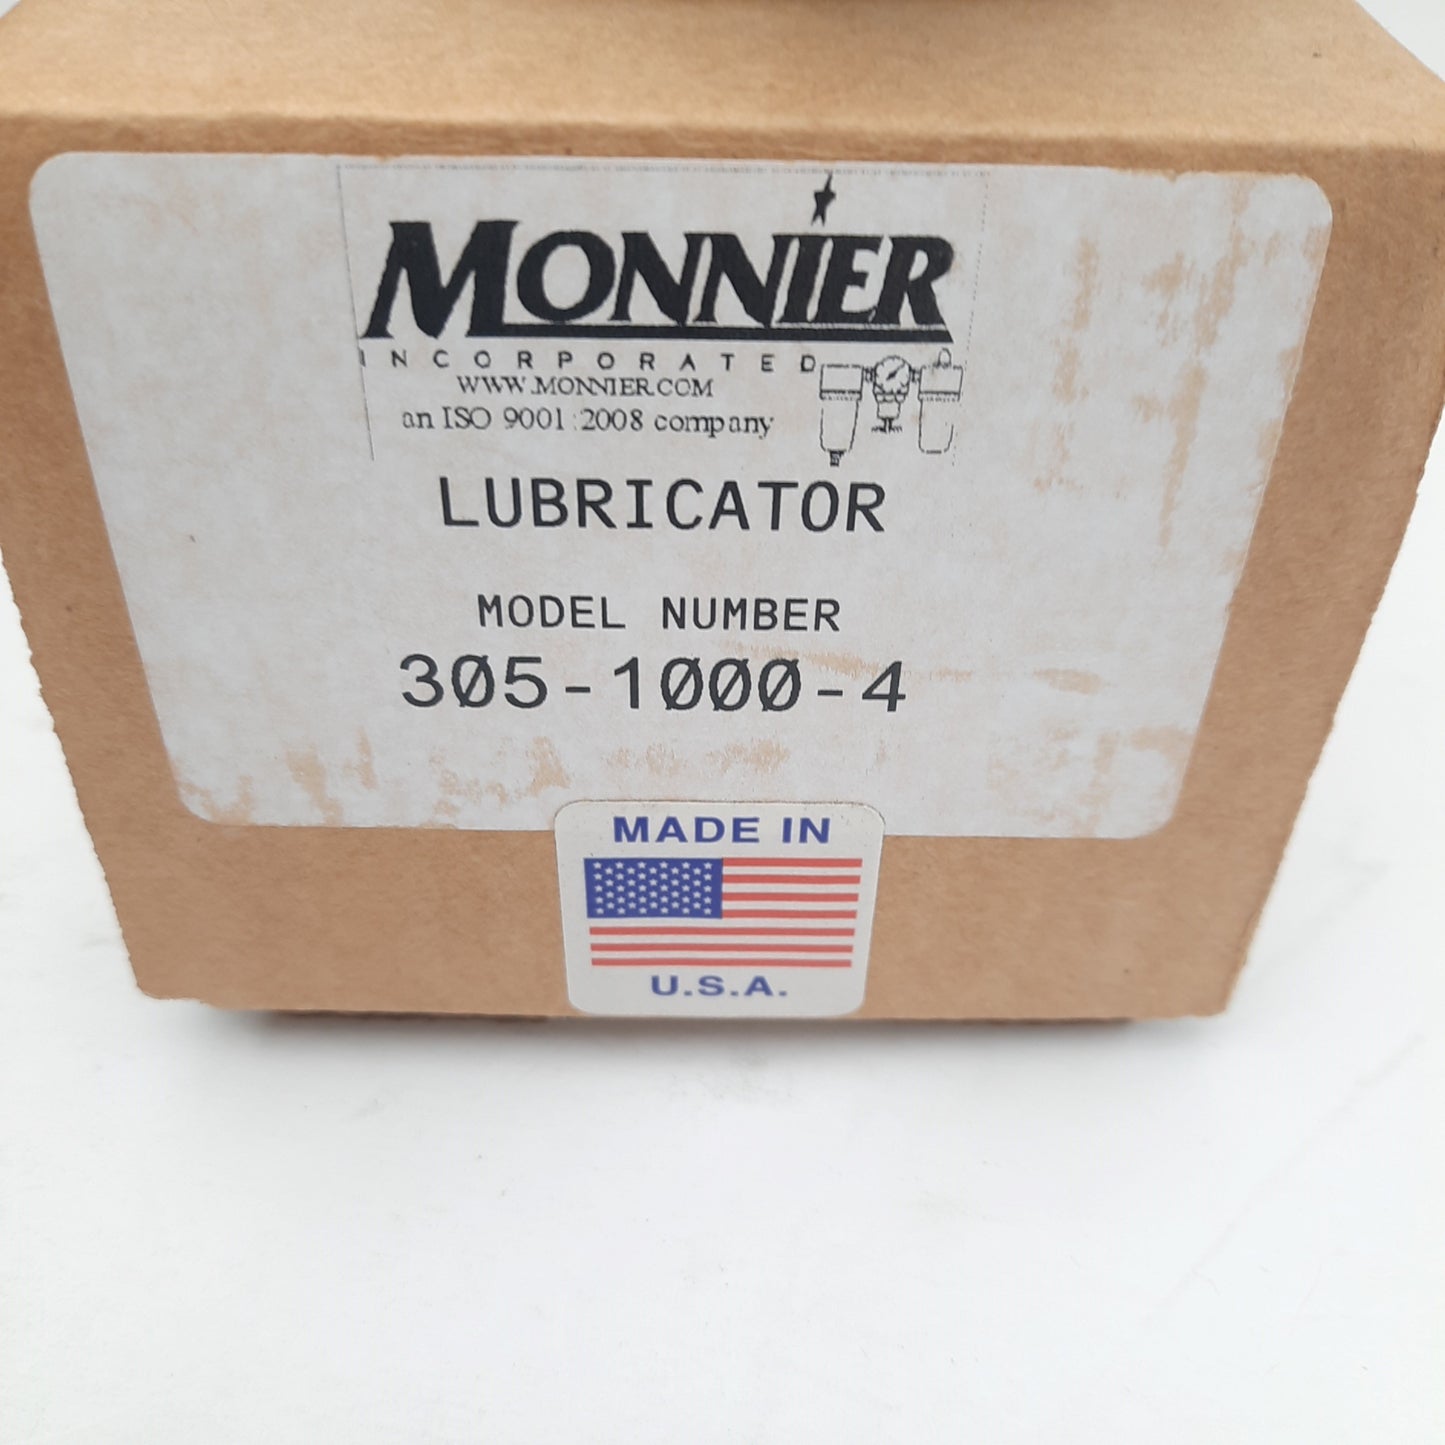 MONNIER
INCORPORATED
WWW.MONNIER.COM
an ISO 9001:2008 company
LUBRICATOR
MODEL NUMBER
305-1000-4
MADE IN
U.S.A.